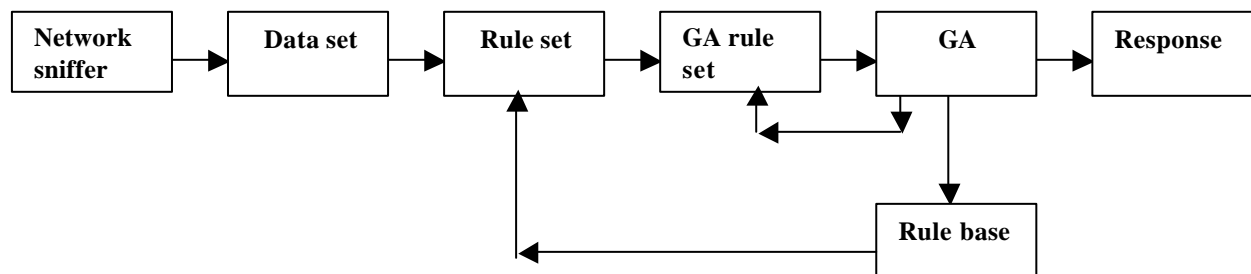 Network
sniffer
Data set
Rule set
GA rule
set
GA
Response
Rule base